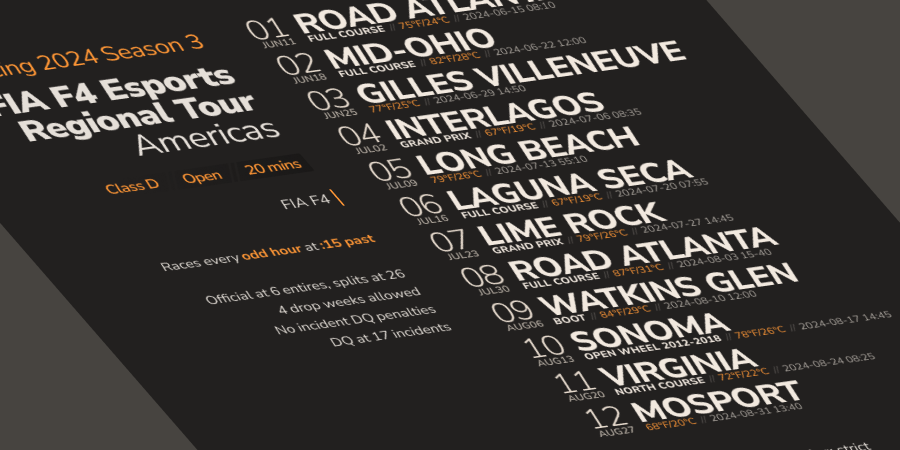 2024 Season 3
FIA F4 Esports
Regional Tour
Americas
Class D Open 20 mins
FIA F4
Races every odd hour at :15 past
Official at 6 entires, splits at 26
4 drop weeks allowed
No incident DQ penalties
DQ at 17 incidents
01 ROAD
JUN11 FULL COURSE // 75°F/24°C // 2024-06-15 08:10
02 MID-OHIO
JUN18 FULL COURSE // 82°F/28°C // 2024-06-22 12:00
03 GILLES VILLENEUVE
JUN25 77°F/25°C // 2024-06-29 14:50
04 INTERLAGOS
JUL02 GRAND PRIX // 67°F/19°C // 2024-07-06 08:35
05 LONG BEACH
JUL09 79°F/26°C // 2024-07-13 55:10
06 LAGUNA SECA
JUL16 FULL COURSE // 67°F/19°C // 2024-07-20 07:55
07 LIME ROCK
JUL23 GRAND PRIX // 79°F/26°C // 2024-07-27 14:45
08 ROAD ATLANTA
JUL30 FULL COURSE // 87°F/31°C // 2024-08-03 15-40
09 WATKINS GLEN
AUG06 BOOT // 84°F/29°C // 2024-08-10 12:00
10 SONOMA
AUG13 OPEN WHEEL 2012-2018 // 78°F/26°C // 2024-08-17 14:45
11 VIRGINIA
AUG20 NORTH COURSE // 72°F/22°C // 2024-08-24 08:25
12 MOSPORT
AUG27 68°F/20°C // 2024-08-31 13:40
strict